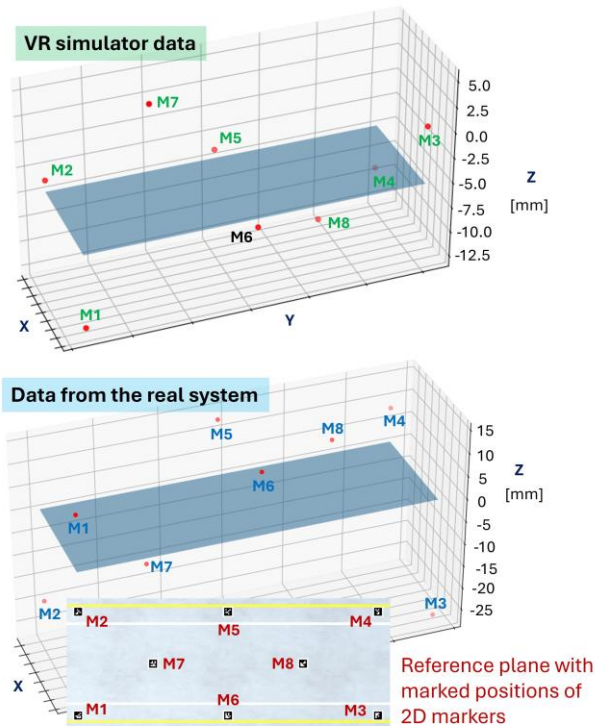 VR simulator data
M7
M5
M2
M3
M4
M6
M8
M1
5.0
2.5
0.0
-2.5
-5.0
-7.5
-10.0
-12.5
Z
[mm]
X
Y
Data from the real system
M5
M8
M4
M6
M1
M7
M2
M3
15
10
5
0
-5
-10
-15
-20
-25
Z
[mm]
X
M2
M5
M4
M7
M8
M1
M6
M3
Reference plane with
marked positions of
2D markers